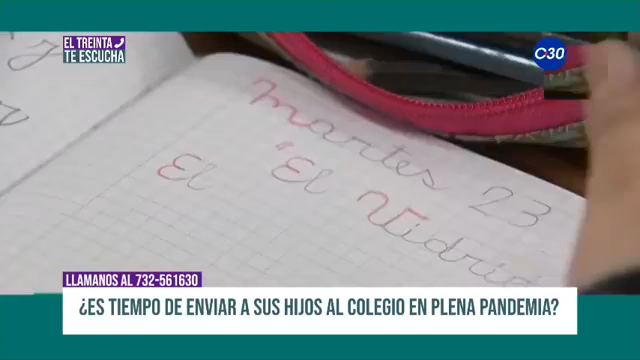 EL TREINTA
TE ESCUCHA
C30
Martes 23
El "El Vidrio
LLAMANOS AL 732-561630
¿ES TIEMPO DE ENVIAR A SUS HIJOS AL COLEGIO EN PLENA PANDEMIA?